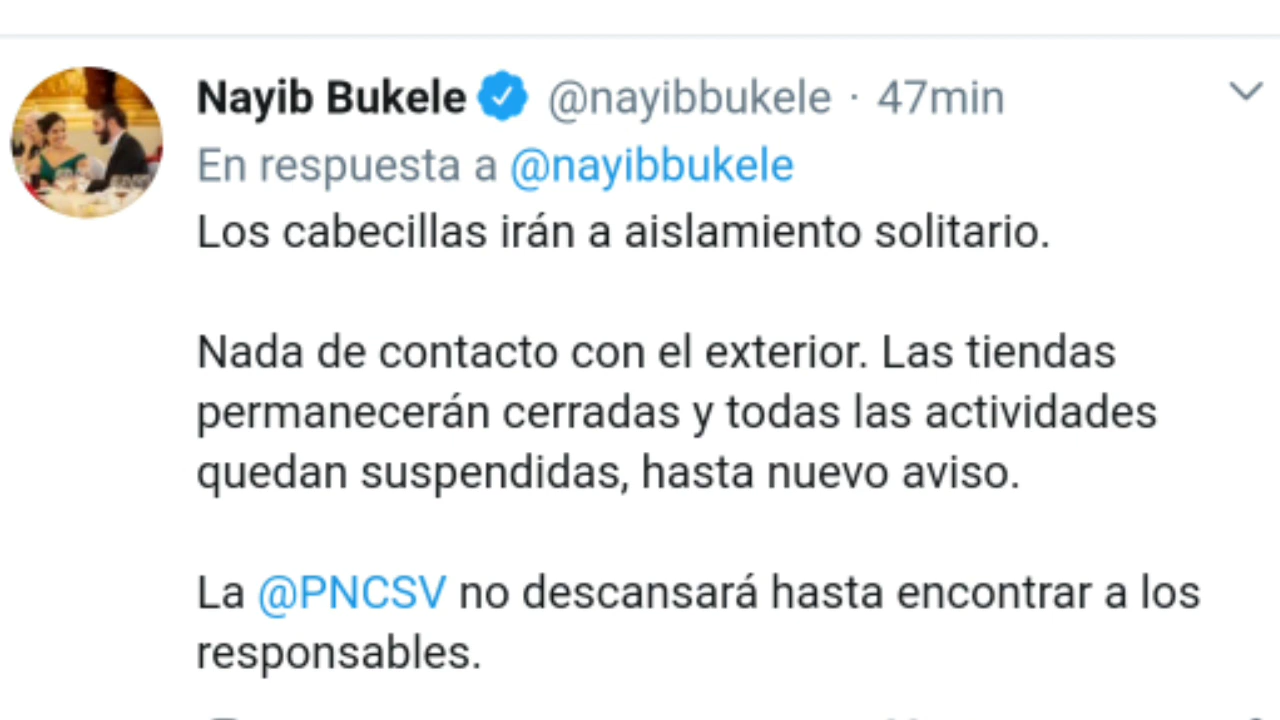 Nayib Bukele @nayibbukele · 47min
En respuesta a @nayibbukele
Los cabecillas irán a aislamiento solitario.
Nada de contacto con el exterior. Las tiendas
permanecerán cerradas y todas las actividades
quedan suspendidas, hasta nuevo aviso.
La @PNCSV no descansará hasta encontrar a los
responsables.